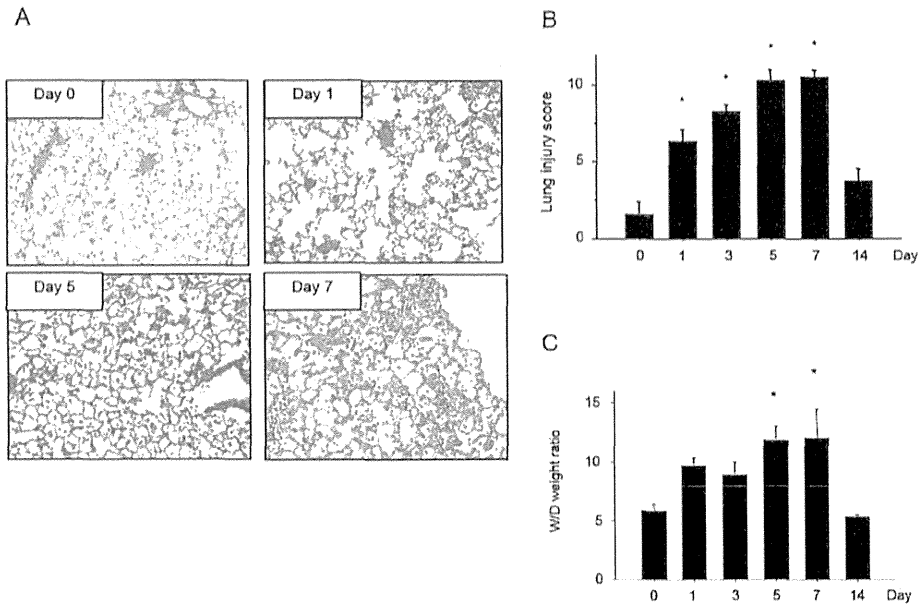 A
Day 0
Day 1
Day 5
Day 7
B
Lung injury score
10
5
0
* * * *
0 1 3 5 7 14 Day
C
W/D weight ratio
15
10
5
0
* *
0 1 3 5 7 14 Day